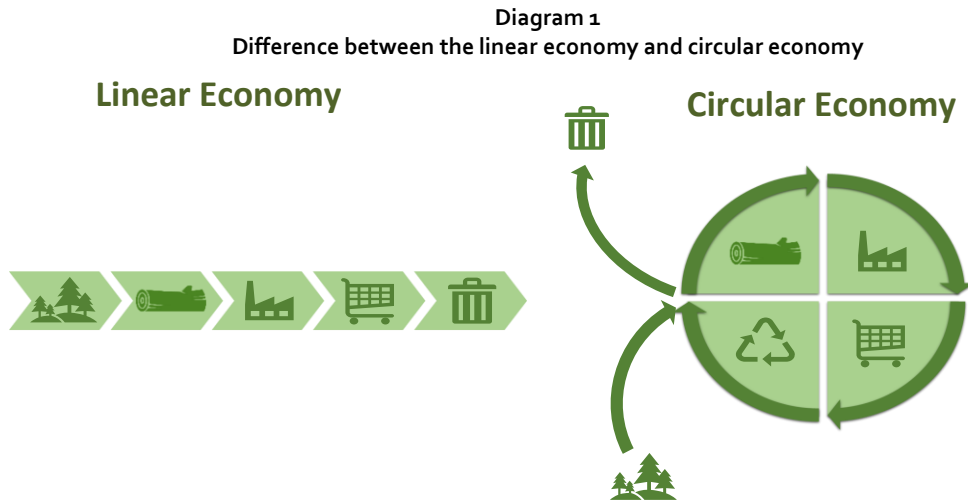 Diagram 1
Difference between the linear economy and circular economy
Linear Economy
Circular Economy